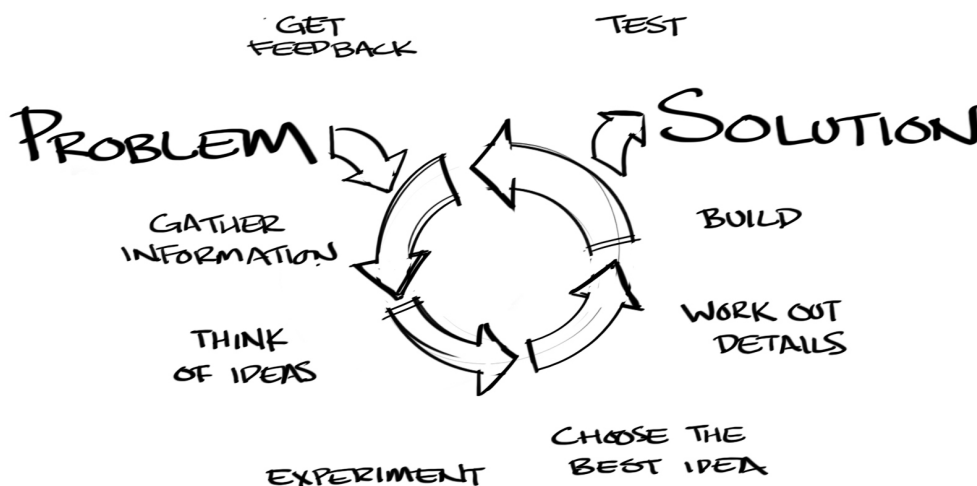 GET
FEEDBACK
TEST
PROBLEM
SOLUTION
GATHER
INFORMATION
BUILD
THINK
OF IDEAS
WORK OUT
DETAILS
EXPERIMENT
CHOOSE THE
BEST IDEA